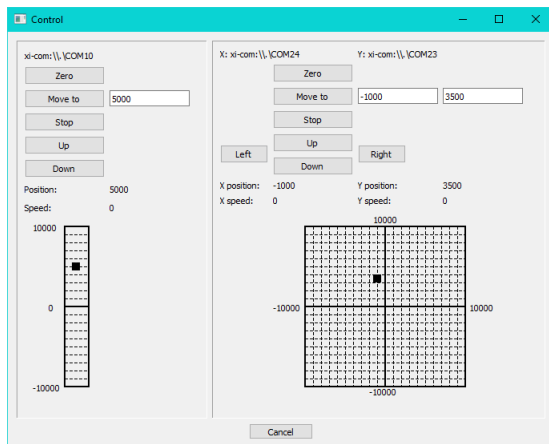 Control
xi-com:\\.\COM10
Zero
Move to 5000
Stop
Up
Down
Position: 5000
Speed: 0
10000
0
-10000
X: xi-com:\\.\COM24 Y: xi-com:\\.\COM23
Zero
Move to -1000 3500
Stop
Up
Left Right
Down
X position: -1000 Y position: 3500
X speed: 0 Y speed: 0
10000
-10000 10000
-10000
Cancel